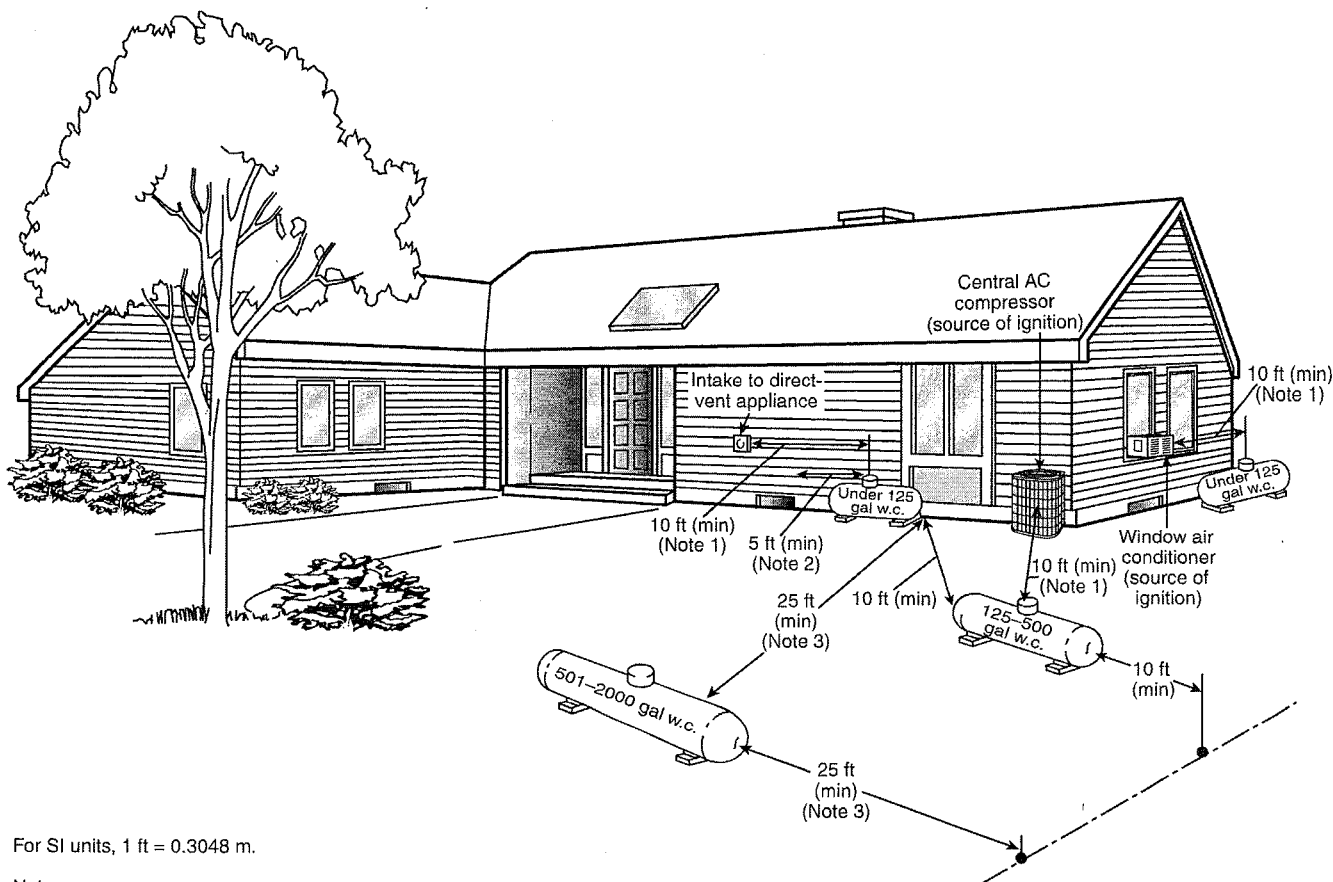 Central AC
compressor
(source of ignition)
10 ft (min)
(Note 1)
Intake to direct-
vent appliance
Under 125
gal w.c.
Under 125
gal w.c.
10 ft (min)
(Note 1)
5 ft (min)
(Note 2)
Window air
conditioner
(source of
ignition)
10 ft (min)
(Note 1)
25 ft
(min)
(Note 3)
10 ft (min)
125–500
gal w.c.
10 ft
(min)
501–2000 gal w.c.
25 ft
(min)
(Note 3)
For SI units, 1 ft = 0.3048 m.